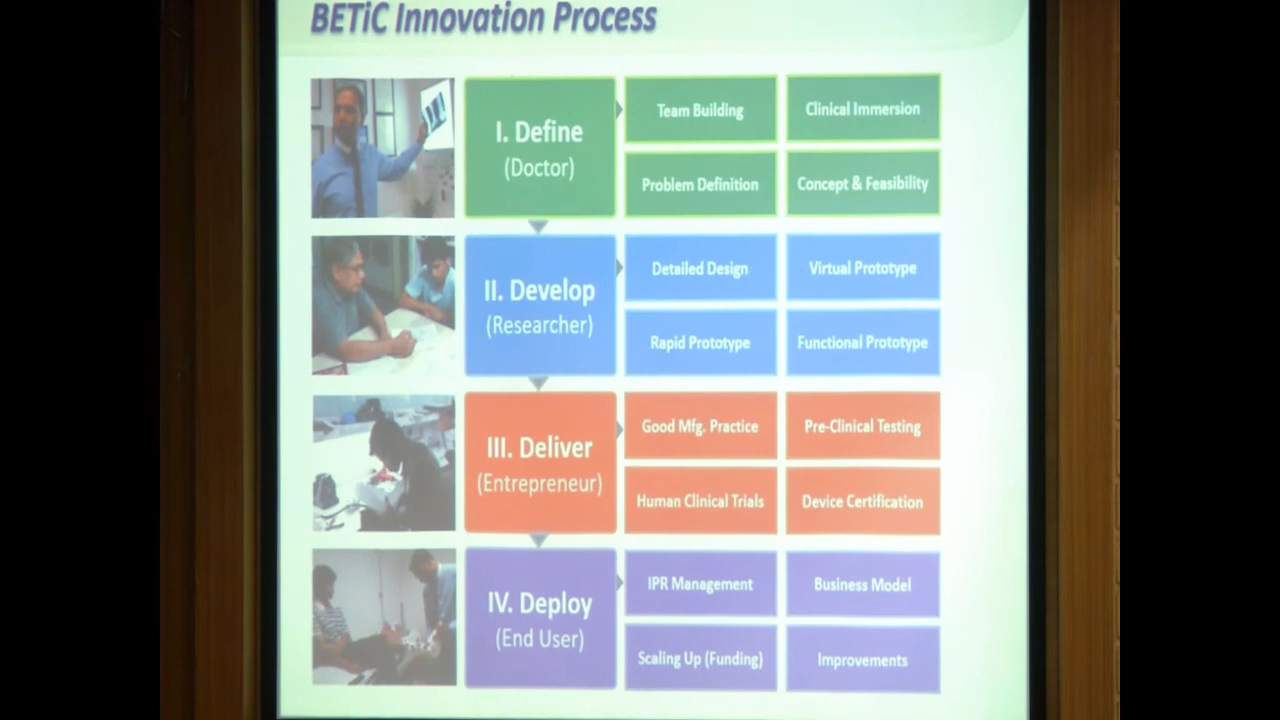 BETiC Innovation Process
I. Define
(Doctor)
Team Building
Clinical Immersion
Problem Definition
Concept & Feasibility
II. Develop
(Researcher)
Detailed Design
Virtual Prototype
Rapid Prototype
Functional Prototype
III. Deliver
(Entrepreneur)
Good Mfg. Practice
Pre-Clinical Testing
Human Clinical Trials
Device Certification
IV. Deploy
(End User)
IPR Management
Business Model
Scaling Up (Funding)
Improvements